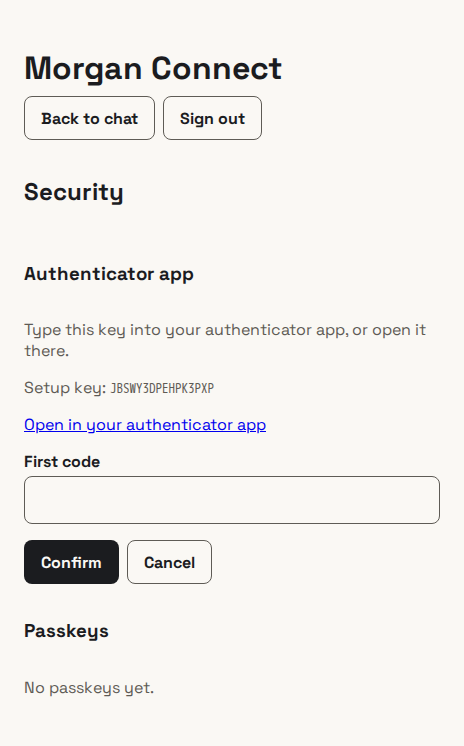 Morgan Connect
Back to chat
Sign out
Security
Authenticator app
Type this key into your authenticator app, or open it
there.
Setup key: JBSWY3DPEHPK3PXP
Open in your authenticator app
First code
Confirm
Cancel
Passkeys
No passkeys yet.